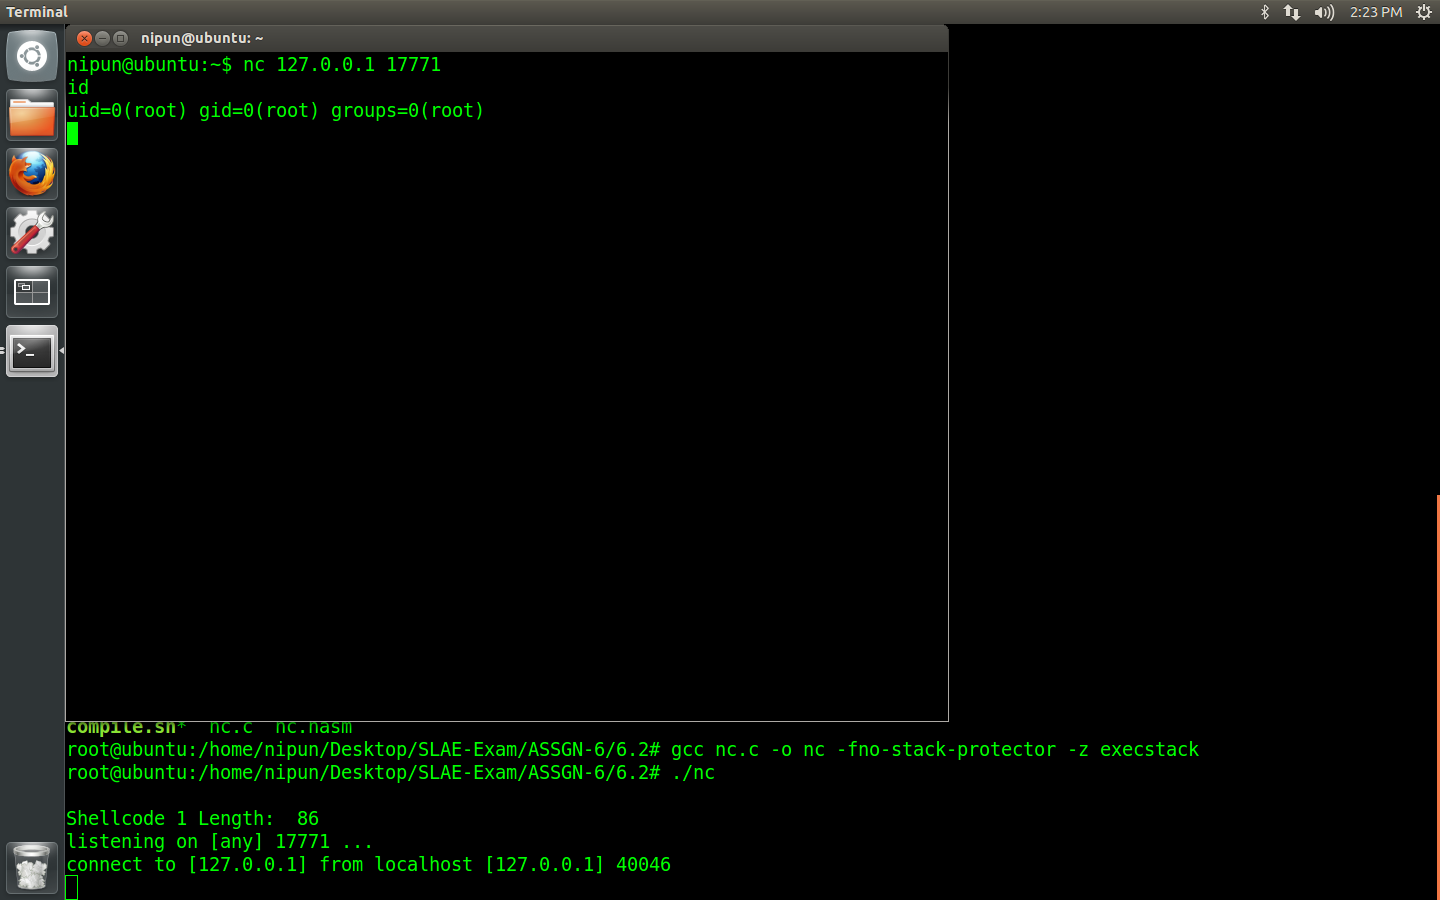 Terminal
2:23 PM
nipun@ubuntu: ~
nipun@ubuntu:~$ nc 127.0.0.1 17771
id
uid=0(root) gid=0(root) groups=0(root)
compile.sh*  nc.c  nc.nasm
root@ubuntu:/home/nipun/Desktop/SLAE-Exam/ASSGN-6/6.2# gcc nc.c -o nc -fno-stack-protector -z execstack
root@ubuntu:/home/nipun/Desktop/SLAE-Exam/ASSGN-6/6.2# ./nc
Shellcode 1 Length:  86
listening on [any] 17771 ...
connect to [127.0.0.1] from localhost [127.0.0.1] 40046